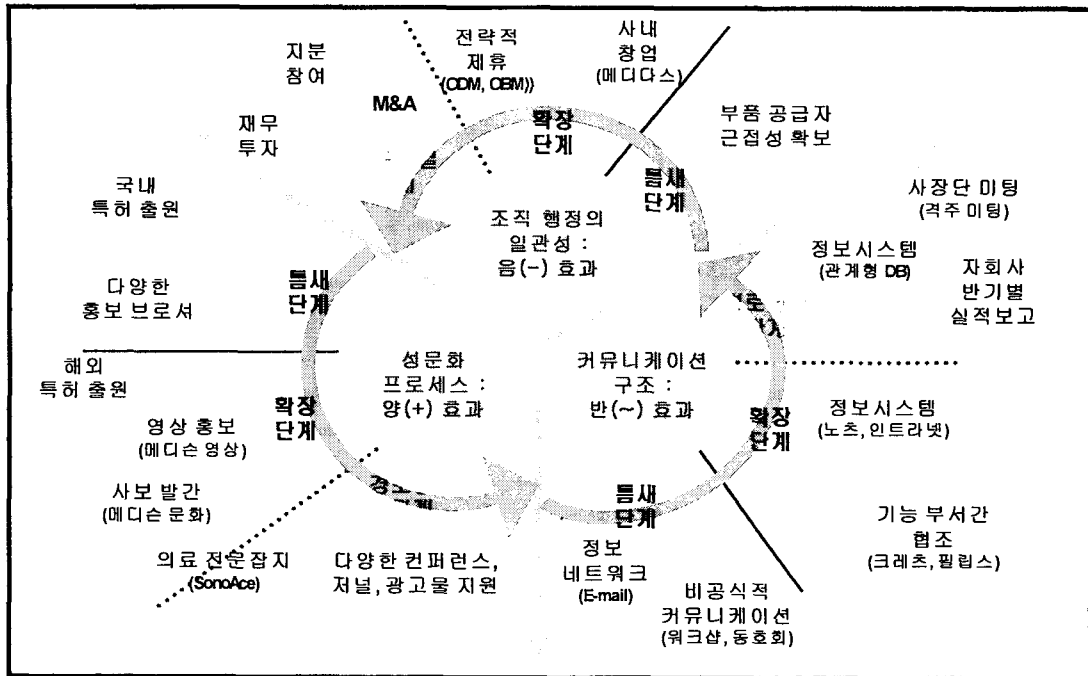 지분
참여
전략적
제휴
(ODM, OBM))
사내
창업
(메디다스)
M&A
재무
투자
확장
단계
부품 공급자
근접성 확보
틈새
단계
국내
특허 출원
사장단 미팅
(격주 미팅)
조직 행정의
일관성 :
음(-) 효과
정보시스템
(관계형 DB)
자회사
반기별
실적보고
틈새
단계
다양한
홍보 브로셔
해외
특허 출원
성문화
프로세스 :
양(+) 효과
커뮤니케이션
구조 :
반(~) 효과
확장
단계
영상 홍보
(메디슨 영상)
확장
단계
정보시스템
(노츠, 인트라넷)
사보 발간
(메디슨 문화)
틈새
단계
기능 부서간
협조
(크레츠, 필립스)
의료 전문잡지
(SonoAce)
다양한 컨퍼런스,
저널, 광고물 지원
정보
네트워크
(E-mail)
비공식적
커뮤니케이션
(워크샵, 동호회)